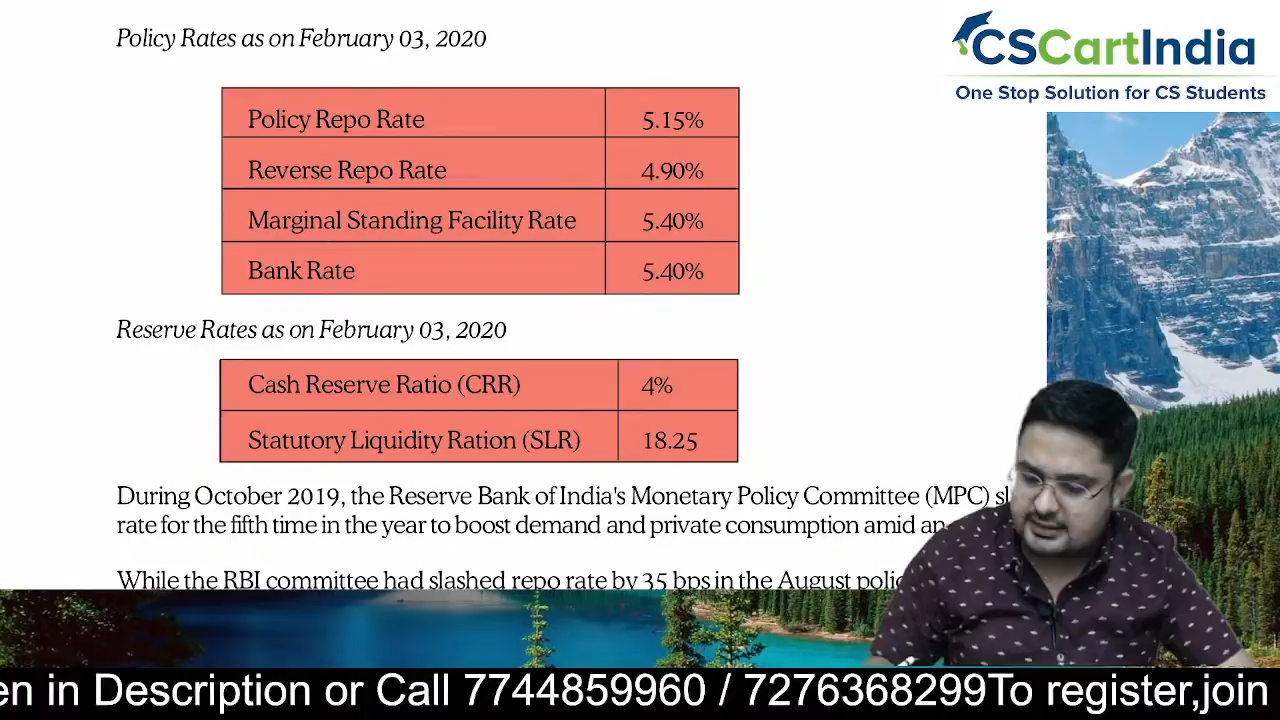 Policy Rates as on February 03, 2020
CSCartIndia
One Stop Solution for CS Students
Policy Repo Rate 5.15%
Reverse Repo Rate 4.90%
Marginal Standing Facility Rate 5.40%
Bank Rate 5.40%
Reserve Rates as on February 03, 2020
Cash Reserve Ratio (CRR) 4%
Statutory Liquidity Ration (SLR) 18.25
During October 2019, the Reserve Bank of India's Monetary Policy Committee (MPC)
rate for the fifth time in the year to boost demand and private consumption amid an
While the RBI committee had slashed repo rate by 35 bps in the August
en in Description or Call 7744859960 / 7276368299To register,join